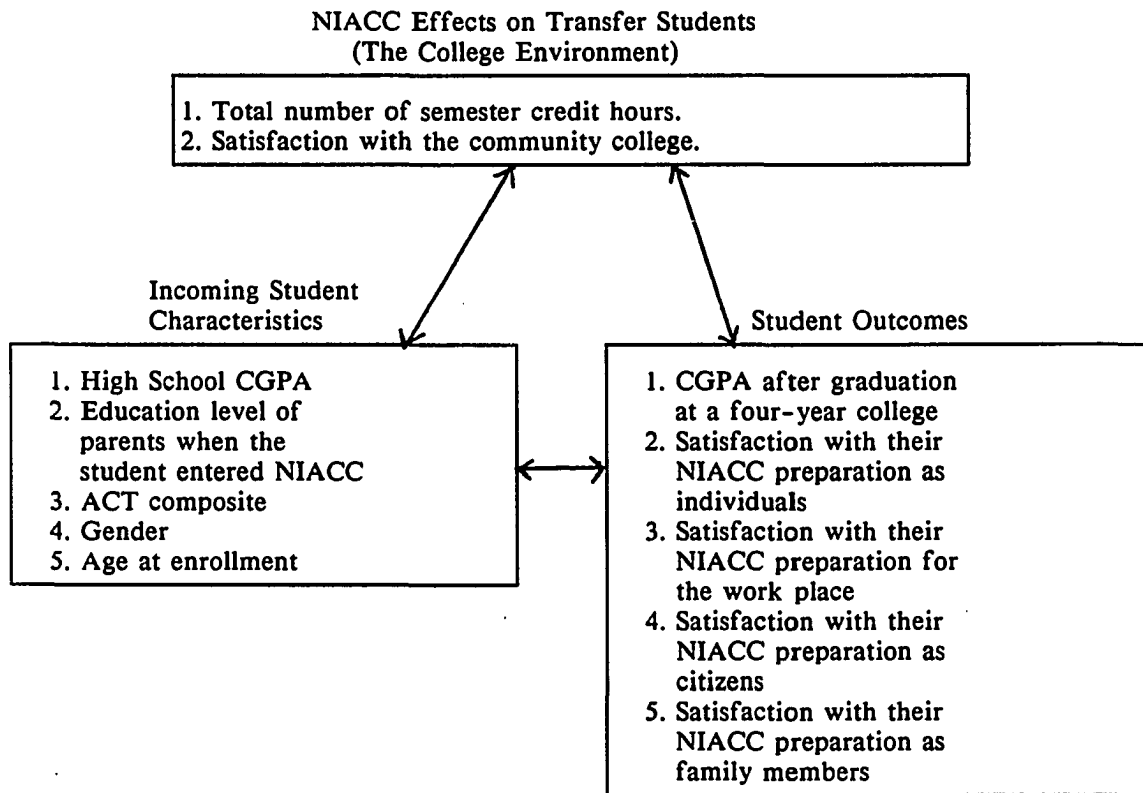 NIACC Effects on Transfer Students
(The College Environment)
1. Total number of semester credit hours.
2. Satisfaction with the community college.
Incoming Student
Characteristics
1. High School CGPA
2. Education level of
parents when the
student entered NIACC
3. ACT composite
4. Gender
5. Age at enrollment
Student Outcomes
1. CGPA after graduation
at a four-year college
2. Satisfaction with their
NIACC preparation as
individuals
3. Satisfaction with their
NIACC preparation for
the work place
4. Satisfaction with their
NIACC preparation as
citizens
5. Satisfaction with their
NIACC preparation as
family members